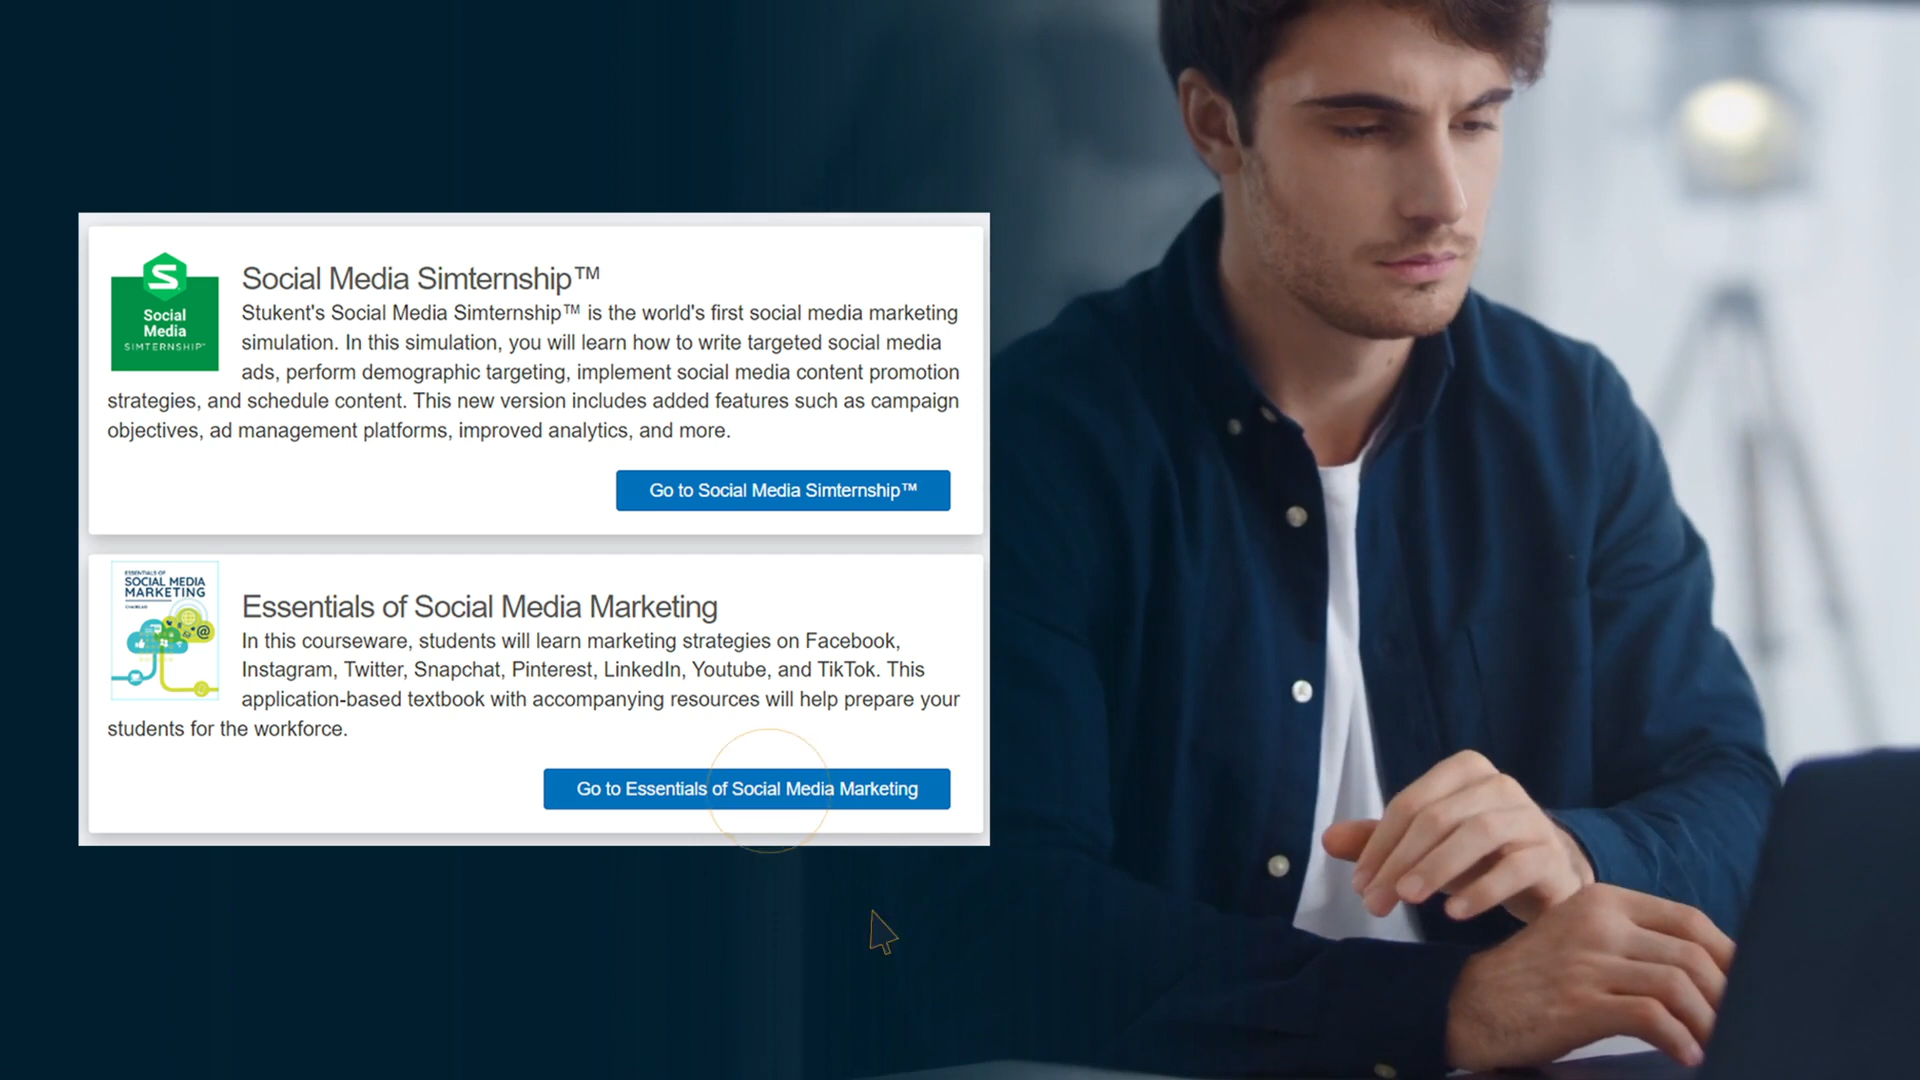 Social
Media
SIMTERNSHIP™
Social Media Simternship™
Stukent's Social Media Simternship™ is the world's first social media marketing
simulation. In this simulation, you will learn how to write targeted social media
ads, perform demographic targeting, implement social media content promotion
strategies, and schedule content. This new version includes added features such as campaign
objectives, ad management platforms, improved analytics, and more.
Go to Social Media Simternship™
ESSENTIALS OF
SOCIAL MEDIA
MARKETING
Essentials of Social Media Marketing
In this courseware, students will learn marketing strategies on Facebook,
Instagram, Twitter, Snapchat, Pinterest, LinkedIn, Youtube, and TikTok. This
application-based textbook with accompanying resources will help prepare your
students for the workforce.
Go to Essentials of Social Media Marketing